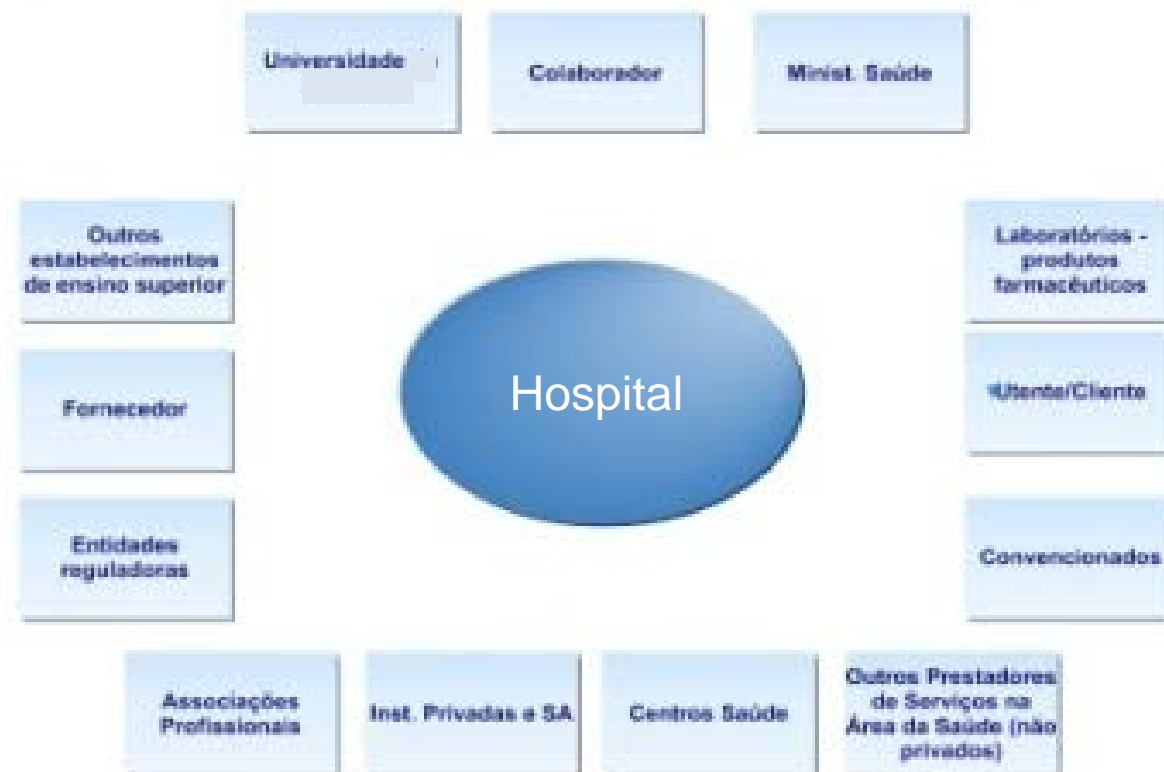 Universidade
Colaborador
Minist. Saúde
Outros
estabelecimentos
de ensino superior
Laboratórios -
produtos
farmacêuticos
Hospital
Fornecedor
Utente/Cliente
Entidades
reguladoras
Convencionados
Associações
Profissionais
Inst. Privadas e SA
Centros Saúde
Outros Prestadores
de Serviços na
Área da Saúde (não
privados)